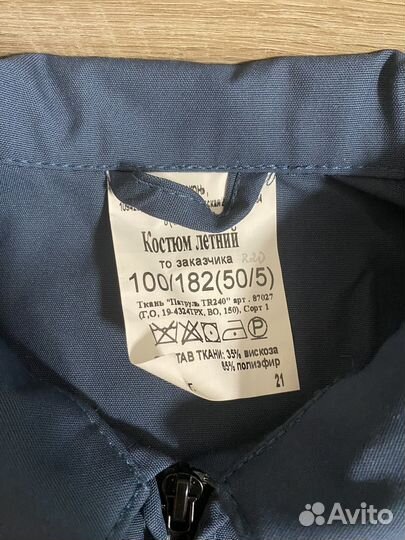 Костюм летний
то заказчика
100/182(50/5)
Ткань "Патруль TR240" арт. 87027
(Г,О, 19-4324TPX, ВО, 150), Сорт 1
ТАВ ТКАНИ: 35% вискоза
65% полиэфир
21
Avito